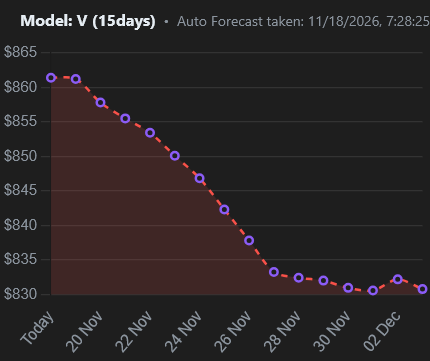 Model: V (15days) • Auto Forecast taken: 11/18/2026, 7:28:25
$865
$860
$855
$850
$845
$840
$835
$830
Today
20 Nov
22 Nov
24 Nov
26 Nov
28 Nov
30 Nov
02 Dec